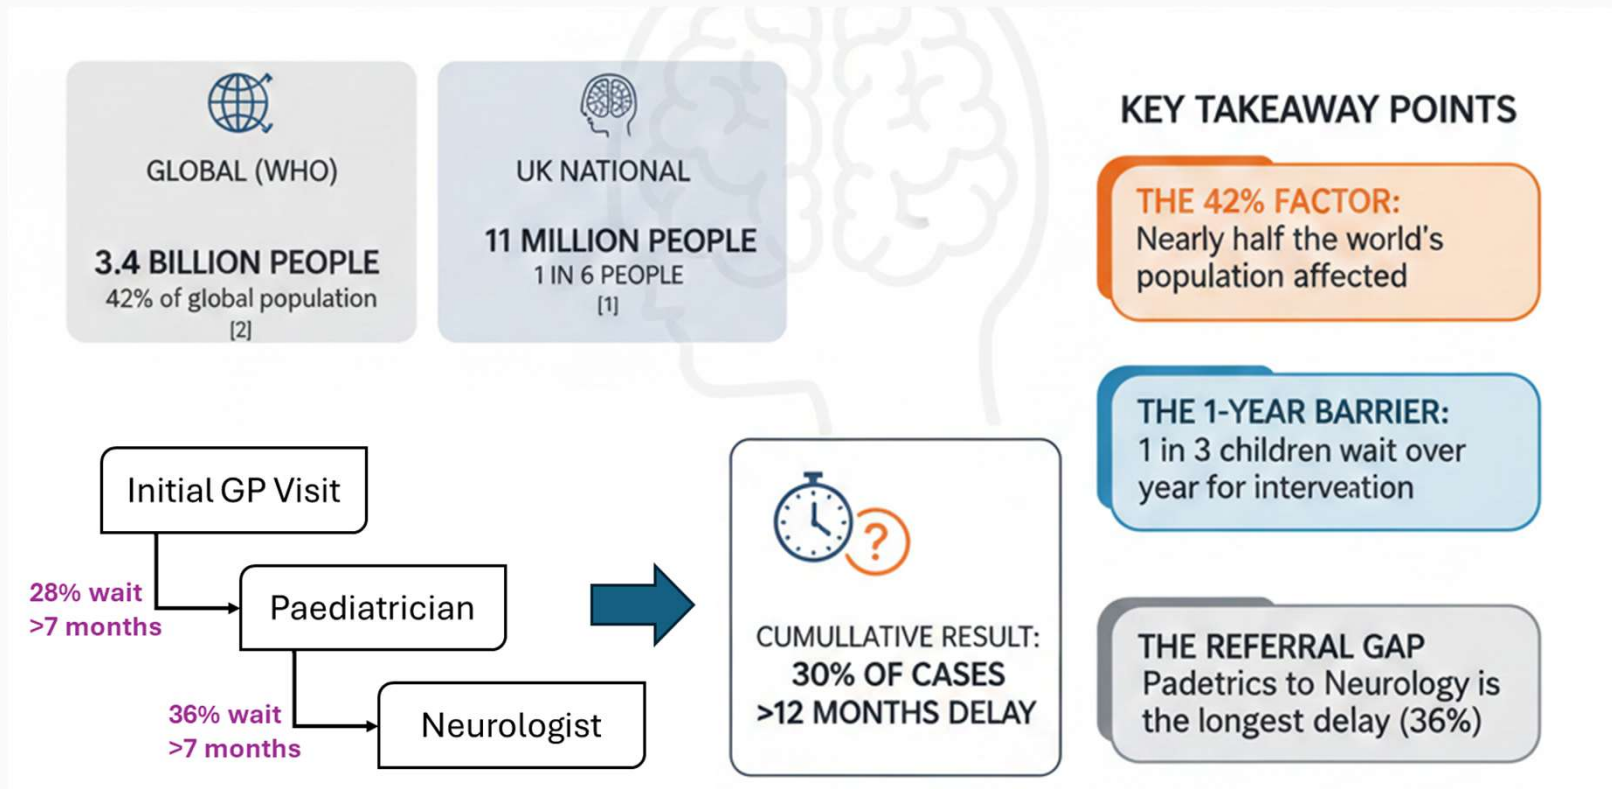 GLOBAL (WHO)
3.4 BILLION PEOPLE
42% of global population
[2]
UK NATIONAL
11 MILLION PEOPLE
1 IN 6 PEOPLE
[1]
KEY TAKEAWAY POINTS
THE 42% FACTOR:
Nearly half the world's
population affected
THE 1-YEAR BARRIER:
1 in 3 children wait over
year for interveation
THE REFERRAL GAP
Padetrics to Neurology is
the longest delay (36%)
Initial GP Visit
28% wait
>7 months
Paediatrician
36% wait
>7 months
Neurologist
?
CUMULLATIVE RESULT:
30% OF CASES
>12 MONTHS DELAY